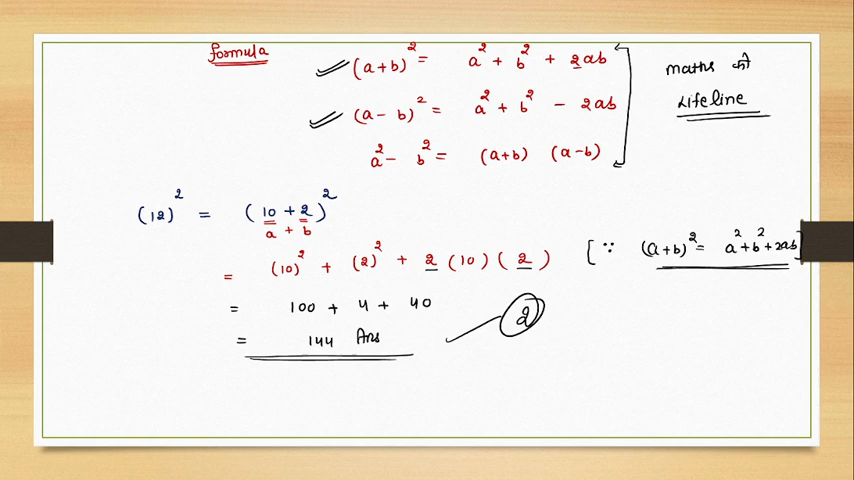 formula
(a+b)² = a² + b² + 2ab
(a-b)² = a² + b² - 2ab
a² - b² = (a+b) (a-b)
maths की
Lifeline
(12)² = (10 + 2)²
a + b
= (10)² + (2)² + 2 (10) (2) [∵ (a+b)² = a²+b²+2ab]
= 100 + 4 + 40
2
= 144 Ans